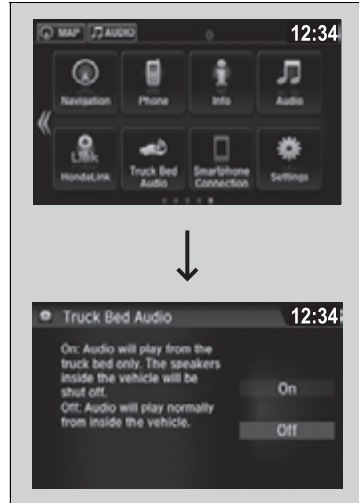 MAP AUDIO 12:34
Navigation Phone Info Audio
Link
HondaLink Truck Bed Audio Smartphone Connection Settings
Truck Bed Audio 12:34
On: Audio will play from the
truck bed only. The speakers
inside the vehicle will be
shut off.
Off: Audio will play normally
from inside the vehicle.
On
Off